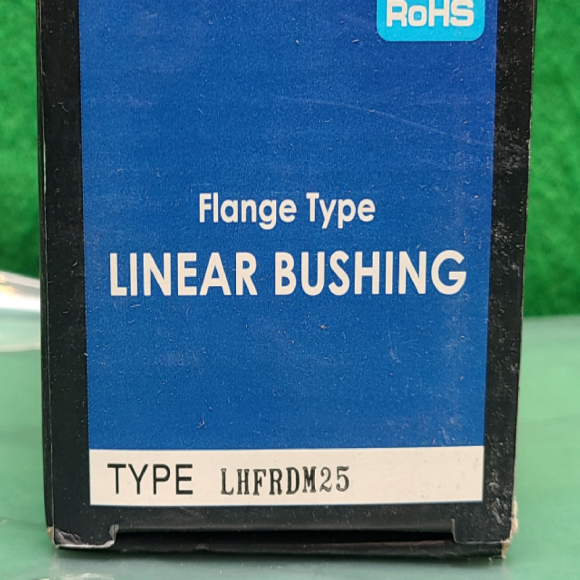 RoHS
Flange Type
LINEAR BUSHING
TYPE LHFRDM25